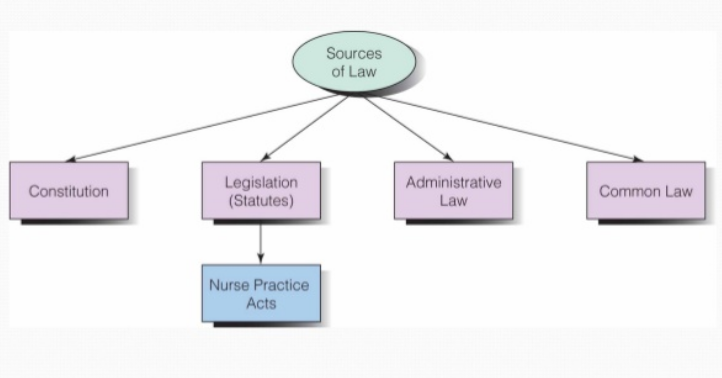 Sources
of Law
Constitution
Legislation
(Statutes)
Administrative
Law
Common Law
Nurse Practice
Acts